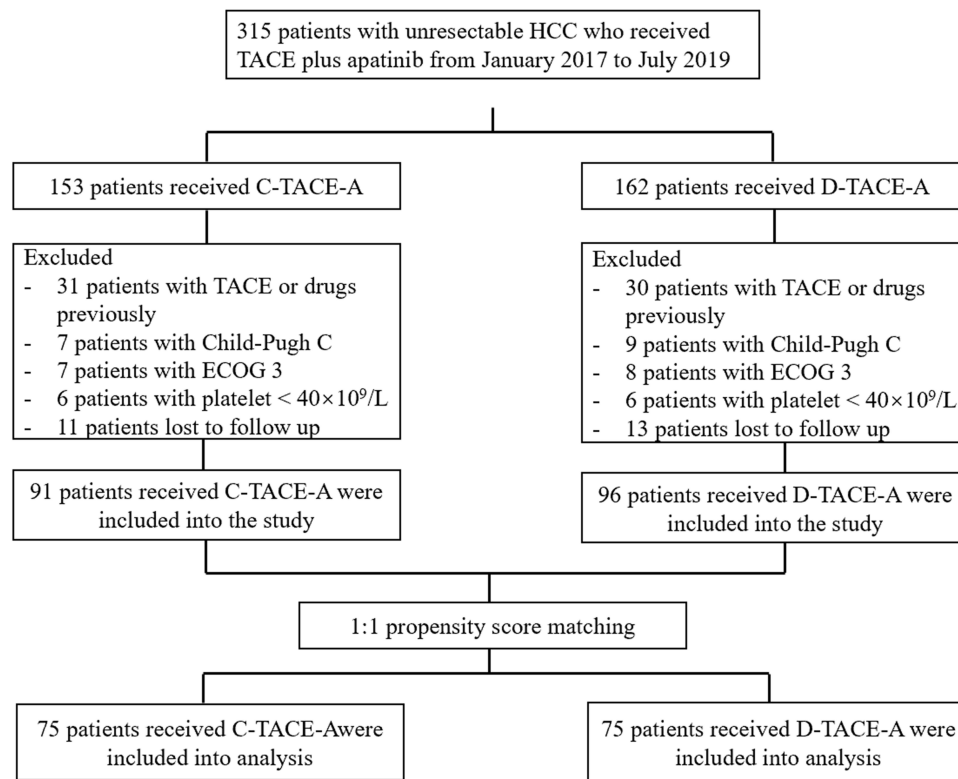 315 patients with unresectable HCC who received
TACE plus apatinib from January 2017 to July 2019
153 patients received C-TACE-A
162 patients received D-TACE-A
Excluded
- 31 patients with TACE or drugs
previously
- 7 patients with Child-Pugh C
- 7 patients with ECOG 3
- 6 patients with platelet < 40×10⁹/L
- 11 patients lost to follow up
Excluded
- 30 patients with TACE or drugs
previously
- 9 patients with Child-Pugh C
- 8 patients with ECOG 3
- 6 patients with platelet < 40×10⁹/L
- 13 patients lost to follow up
91 patients received C-TACE-A were
included into the study
96 patients received D-TACE-A were
included into the study
1:1 propensity score matching
75 patients received C-TACE-Awere
included into analysis
75 patients received D-TACE-A were
included into analysis